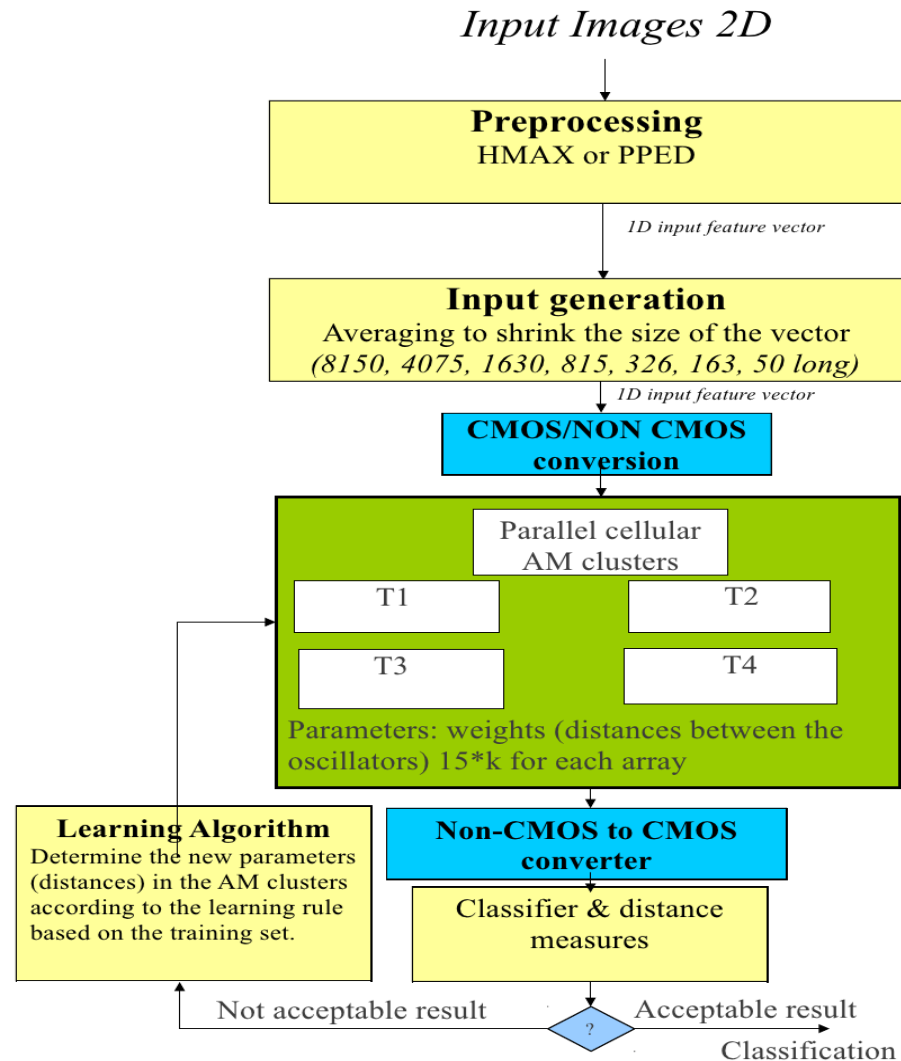 Input Images 2D
Preprocessing
HMAX or PPED
1D input feature vector
Input generation
Averaging to shrink the size of the vector
(8150, 4075, 1630, 815, 326, 163, 50 long)
1D input feature vector
CMOS/NON CMOS
conversion
Parallel cellular
AM clusters
T1
T2
T3
T4
Parameters: weights (distances between the
oscillators) 15*k for each array
Learning Algorithm
Determine the new parameters
(distances) in the AM clusters
according to the learning rule
based on the training set.
Non-CMOS to CMOS
converter
Classifier & distance
measures
Not acceptable result
?
Acceptable result
Classification